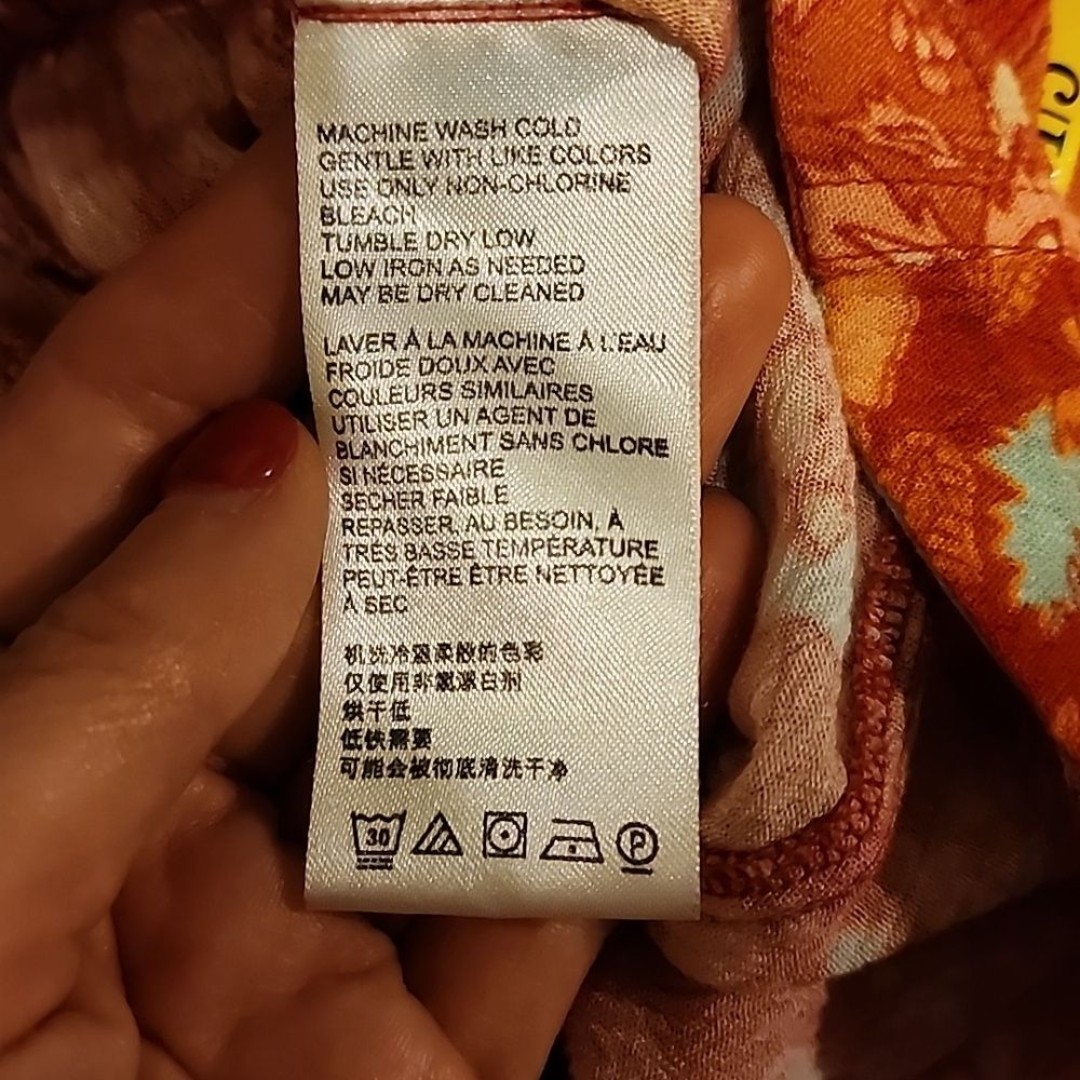 MACHINE WASH COLD
GENTLE WITH LIKE COLORS
USE ONLY NON-CHLORINE
BLEACH
TUMBLE DRY LOW
LOW IRON AS NEEDED
MAY BE DRY CLEANED
LAVER À LA MACHINE À L'EAU
FROIDE DOUX AVEC
COULEURS SIMILAIRES
UTILISER UN AGENT DE
BLANCHIMENT SANS CHLORE
SI NÉCESSAIRE
SÉCHER FAIBLE
REPASSER, AU BESOIN, À
TRÈS BASSE TEMPÉRATURE
PEUT-ÊTRE ÊTRE NETTOYÉE
À SEC
机洗冷温柔般的色彩
仅使用非氯漂白剂
烘干低
低铁需要
可能会被彻底清洗干净
30
P